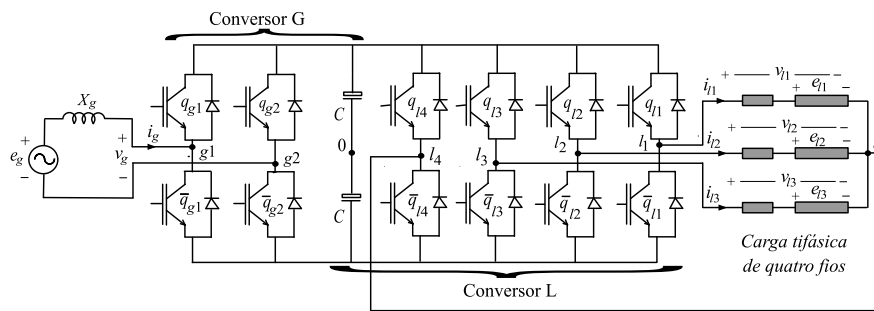 Conversor G
X_g
e_g
+
−
+
v_g
−
i_g
g1
g2
q_g1
q_g2
q̅_g1
q̅_g2
C
0
C
q_l4
q_l3
q_l2
q_l1
l_4
l_3
l_2
l_1
q̅_l4
q̅_l3
q̅_l2
q̅_l1
i_l1
+ v_l1 −
+ e_l1 −
i_l2
+ v_l2 −
+ e_l2 −
i_l3
+ v_l3 −
+ e_l3 −
Carga tifásica
de quatro fios
Conversor L